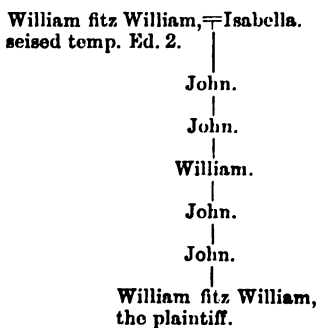 William fitz William,╤Isabella.
seised temp. Ed. 2.
John.
John.
William.
John.
John.
William fitz William,
the plaintiff.